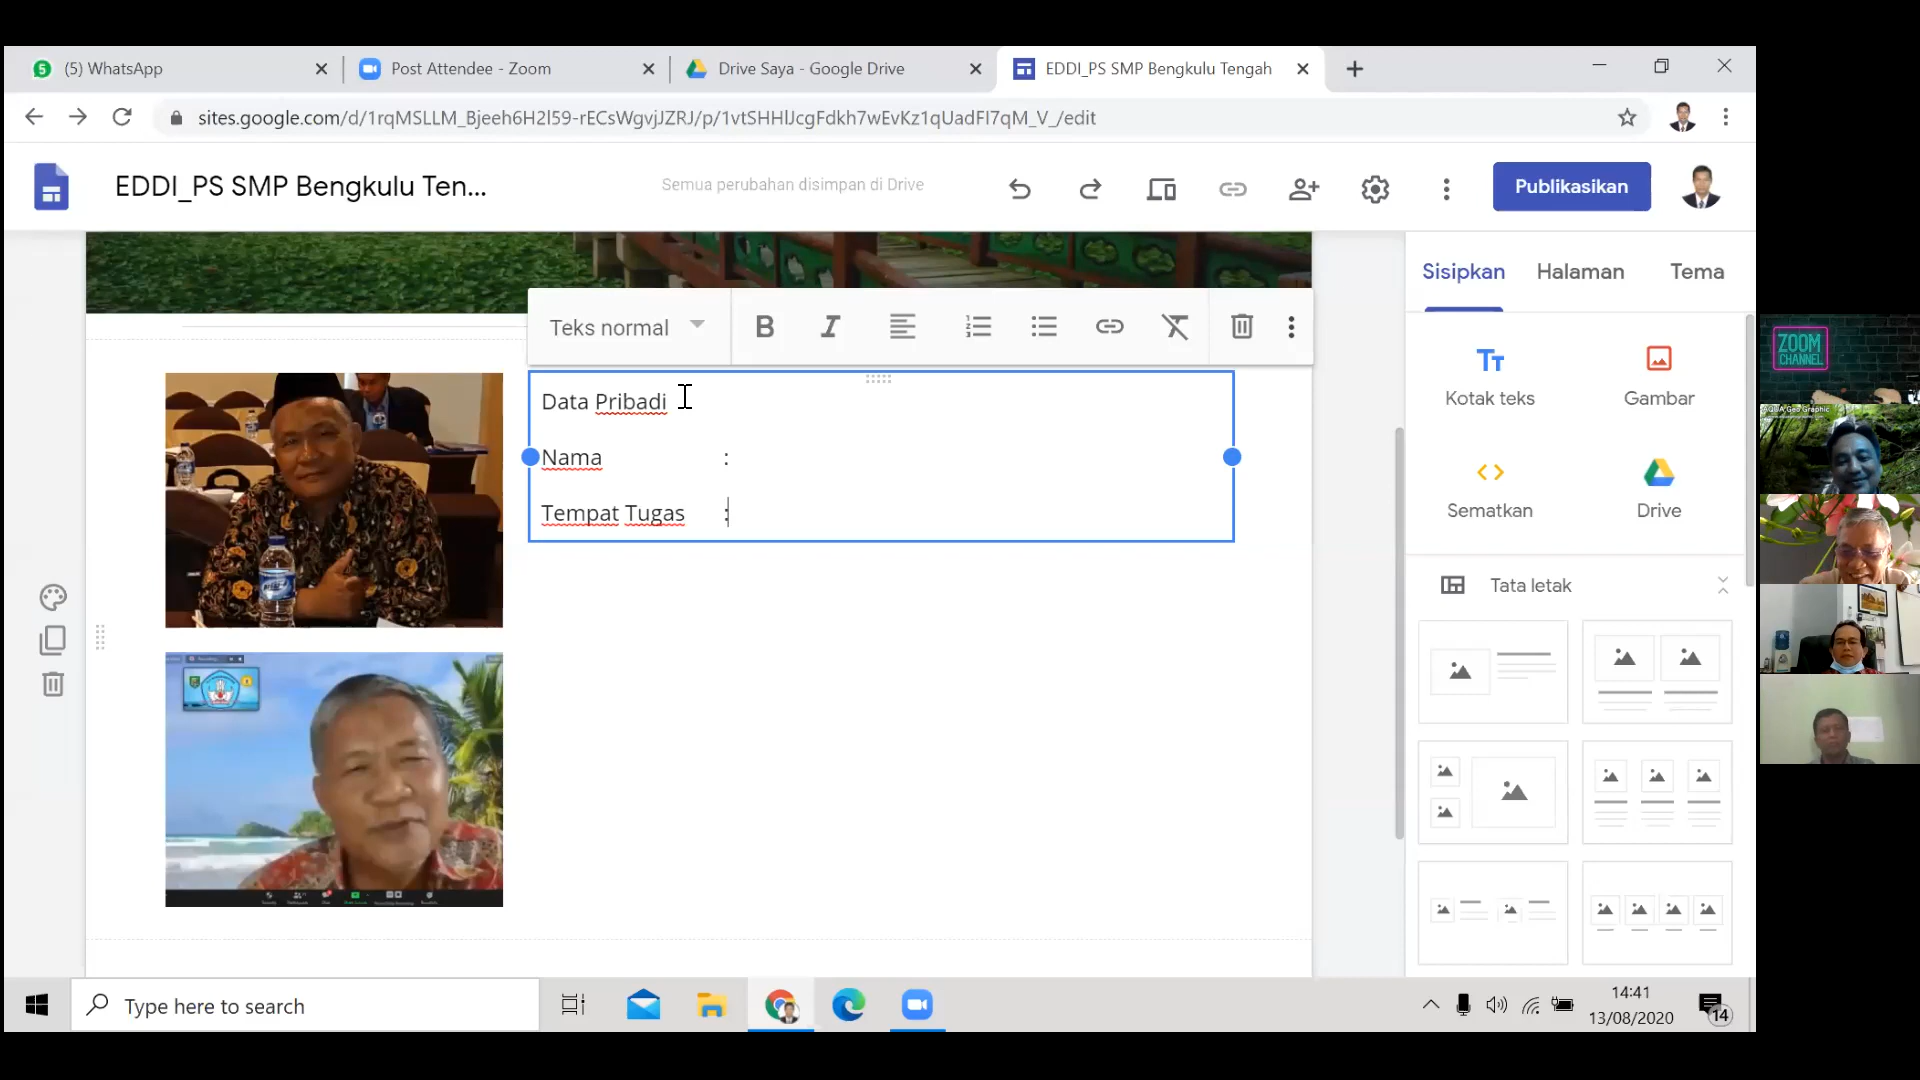 (5) WhatsApp
Post Attendee - Zoom
Drive Saya - Google Drive
EDDI_PS SMP Bengkulu Tengah
sites.google.com/d/1rqMSLLM_Bjeeh6H2l59-rECsWgvjJZRJ/p/1vtSHHlJcgFdkh7wEvKz1qUadFI7qM_V_/edit
EDDI_PS SMP Bengkulu Ten...
Semua perubahan disimpan di Drive
Publikasikan
Sisipkan
Halaman
Tema
Teks normal
Kotak teks
Gambar
Sematkan
Drive
Tata letak
Data Pribadi
Nama :
Tempat Tugas :
ZOOM
CHANNEL
AQUA Geo Graphic
Type here to search
14:41
13/08/2020
14